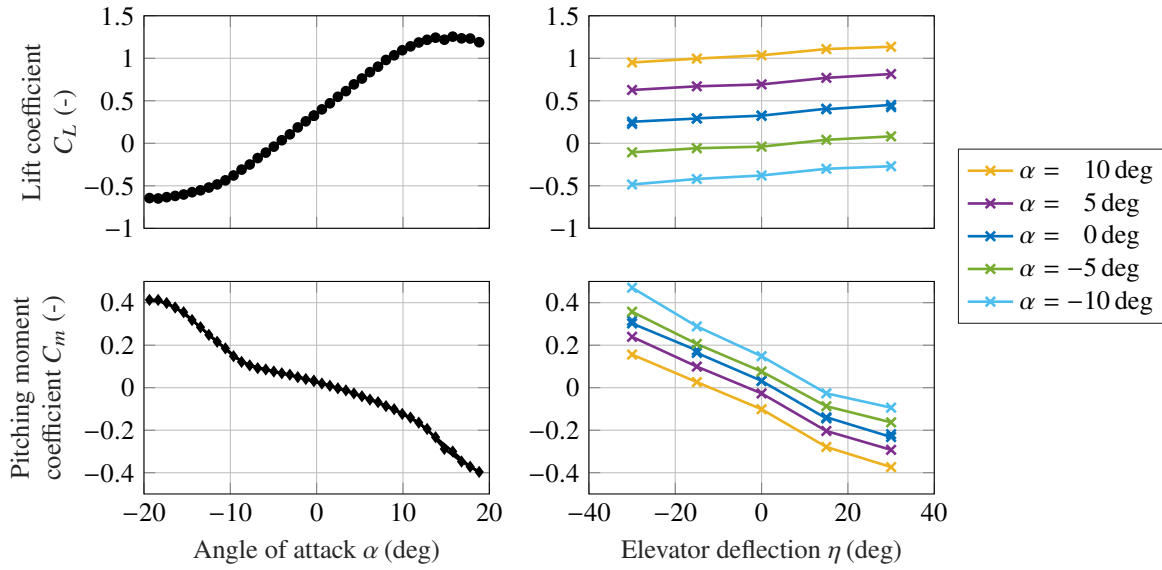 Lift coefficient
C_L (-)
1.5
1
0.5
0
−0.5
−1
1.5
1
0.5
0
−0.5
−1
α = 10 deg
α = 5 deg
α = 0 deg
α = −5 deg
α = −10 deg
Pitching moment
coefficient C_m (-)
0.4
0.2
0
−0.2
−0.4
−20 −10 0 10 20
Angle of attack α (deg)
0.4
0.2
0
−0.2
−0.4
−40 −20 0 20 40
Elevator deflection η (deg)